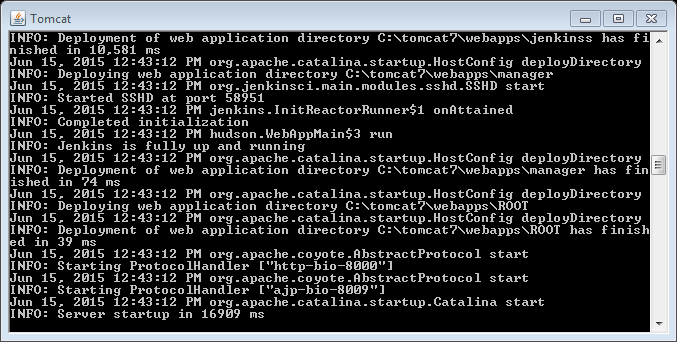 Tomcat
INFO: Deployment of web application directory C:\tomcat7\webapps\jenkinss has fi
nished in 10,581 ms
Jun 15, 2015 12:43:12 PM org.apache.catalina.startup.HostConfig deployDirectory
INFO: Deploying web application directory C:\tomcat7\webapps\manager
Jun 15, 2015 12:43:12 PM org.jenkinsci.main.modules.sshd.SSHD start
INFO: Started SSHD at port 58951
Jun 15, 2015 12:43:12 PM jenkins.InitReactorRunner$1 onAttained
INFO: Completed initialization
Jun 15, 2015 12:43:12 PM hudson.WebAppMain$3 run
INFO: Jenkins is fully up and running
Jun 15, 2015 12:43:12 PM org.apache.catalina.startup.HostConfig deployDirectory
INFO: Deployment of web application directory C:\tomcat7\webapps\manager has fin
ished in 74 ms
Jun 15, 2015 12:43:12 PM org.apache.catalina.startup.HostConfig deployDirectory
INFO: Deploying web application directory C:\tomcat7\webapps\ROOT
Jun 15, 2015 12:43:12 PM org.apache.catalina.startup.HostConfig deployDirectory
INFO: Deployment of web application directory C:\tomcat7\webapps\ROOT has finish
ed in 39 ms
Jun 15, 2015 12:43:12 PM org.apache.coyote.AbstractProtocol start
INFO: Starting ProtocolHandler ["http-bio-8000"]
Jun 15, 2015 12:43:12 PM org.apache.coyote.AbstractProtocol start
INFO: Starting ProtocolHandler ["ajp-bio-8009"]
Jun 15, 2015 12:43:12 PM org.apache.catalina.startup.Catalina start
INFO: Server startup in 16909 ms